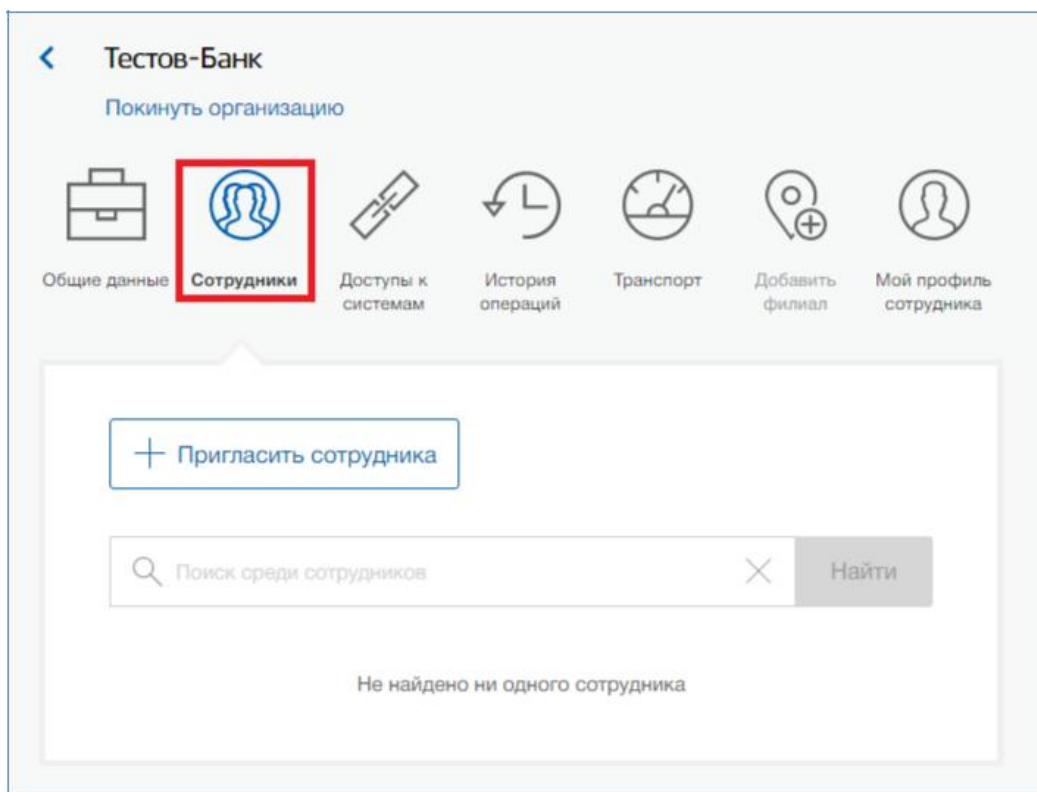 Тестов-Банк
Покинуть организацию
Общие данные
Сотрудники
Доступы к
системам
История
операций
Транспорт
Добавить
филиал
Мой профиль
сотрудника
Пригласить сотрудника
Поиск среди сотрудников
Найти
Не найдено ни одного сотрудника